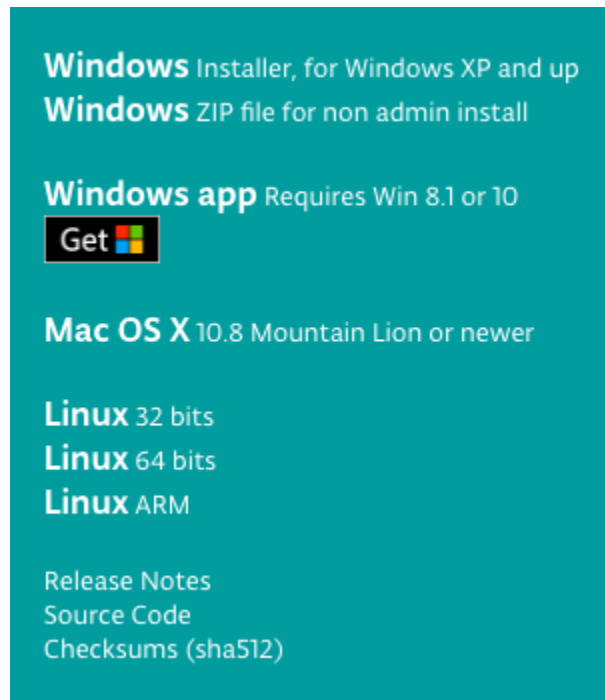 Windows Installer, for Windows XP and up
Windows ZIP file for non admin install
Windows app Requires Win 8.1 or 10
Get
Mac OS X 10.8 Mountain Lion or newer
Linux 32 bits
Linux 64 bits
Linux ARM
Release Notes
Source Code
Checksums (sha512)